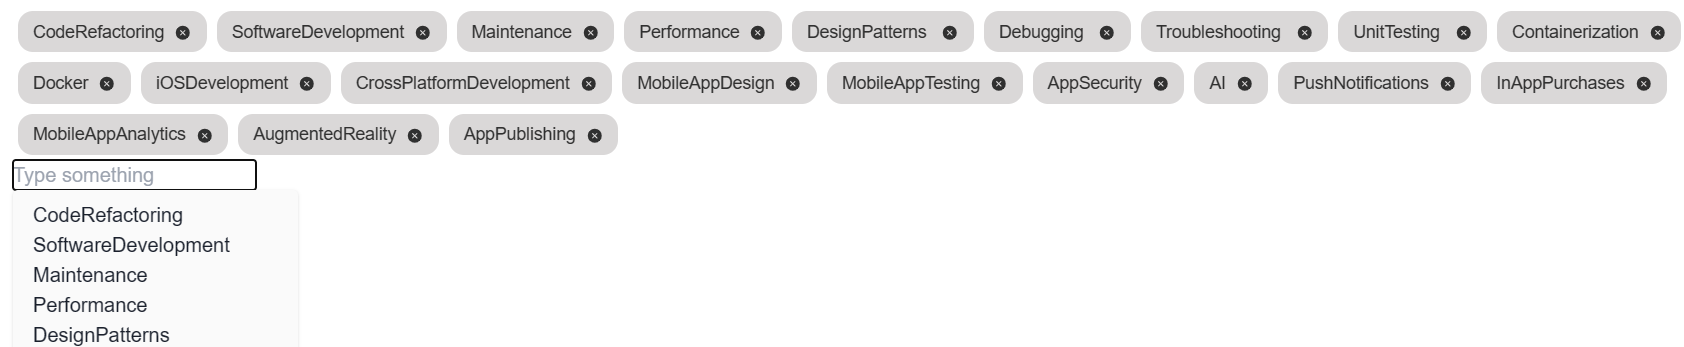 CodeRefactoring SoftwareDevelopment Maintenance Performance DesignPatterns Debugging Troubleshooting UnitTesting Containerization
Docker iOSDevelopment CrossPlatformDevelopment MobileAppDesign MobileAppTesting AppSecurity AI PushNotifications InAppPurchases
MobileAppAnalytics AugmentedReality AppPublishing
Type something
CodeRefactoring
SoftwareDevelopment
Maintenance
Performance
DesignPatterns